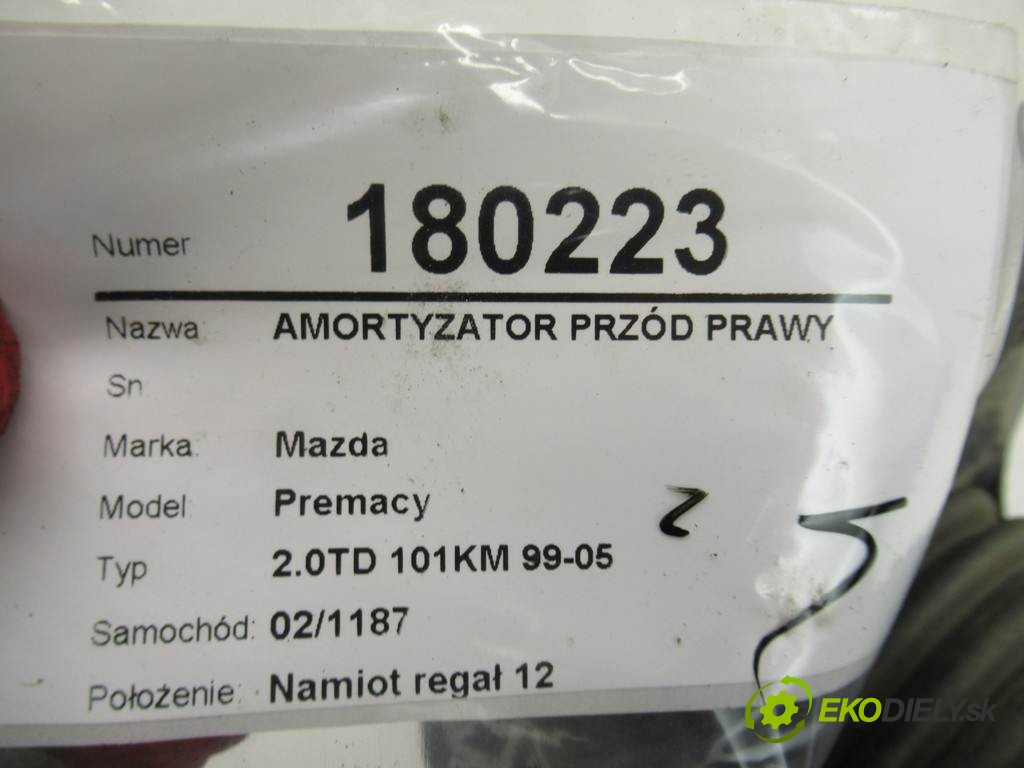 Numer 180223
Nazwa: AMORTYZATOR PRZÓD PRAWY
Sn
Marka: Mazda
Model: Premacy
Typ 2.0TD 101KM 99-05
Samochód: 02/1187
Położenie: Namiot regał 12
2
EKODIELY.sk